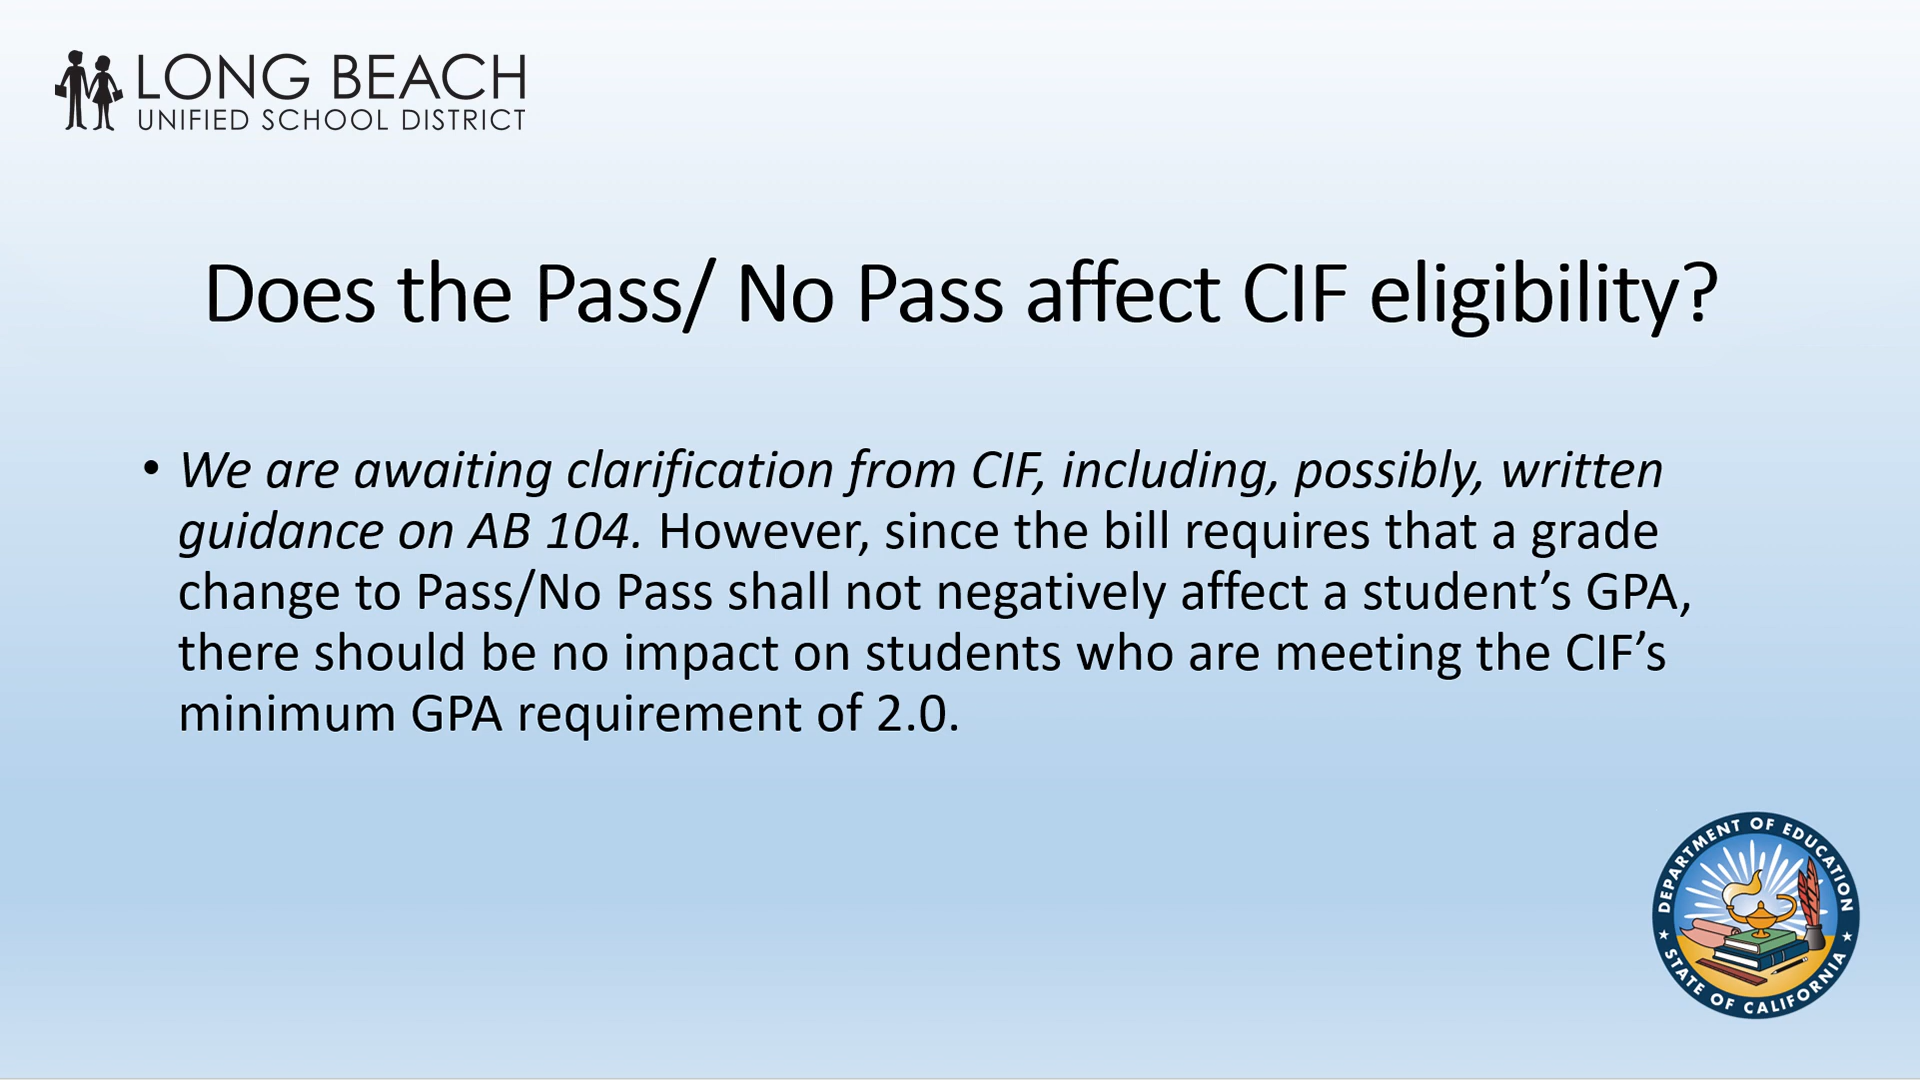 LONG BEACH
UNIFIED SCHOOL DISTRICT
Does the Pass/ No Pass affect CIF eligibility?
• We are awaiting clarification from CIF, including, possibly, written
guidance on AB 104. However, since the bill requires that a grade
change to Pass/No Pass shall not negatively affect a student’s GPA,
there should be no impact on students who are meeting the CIF’s
minimum GPA requirement of 2.0.
DEPARTMENT OF EDUCATION
STATE OF CALIFORNIA